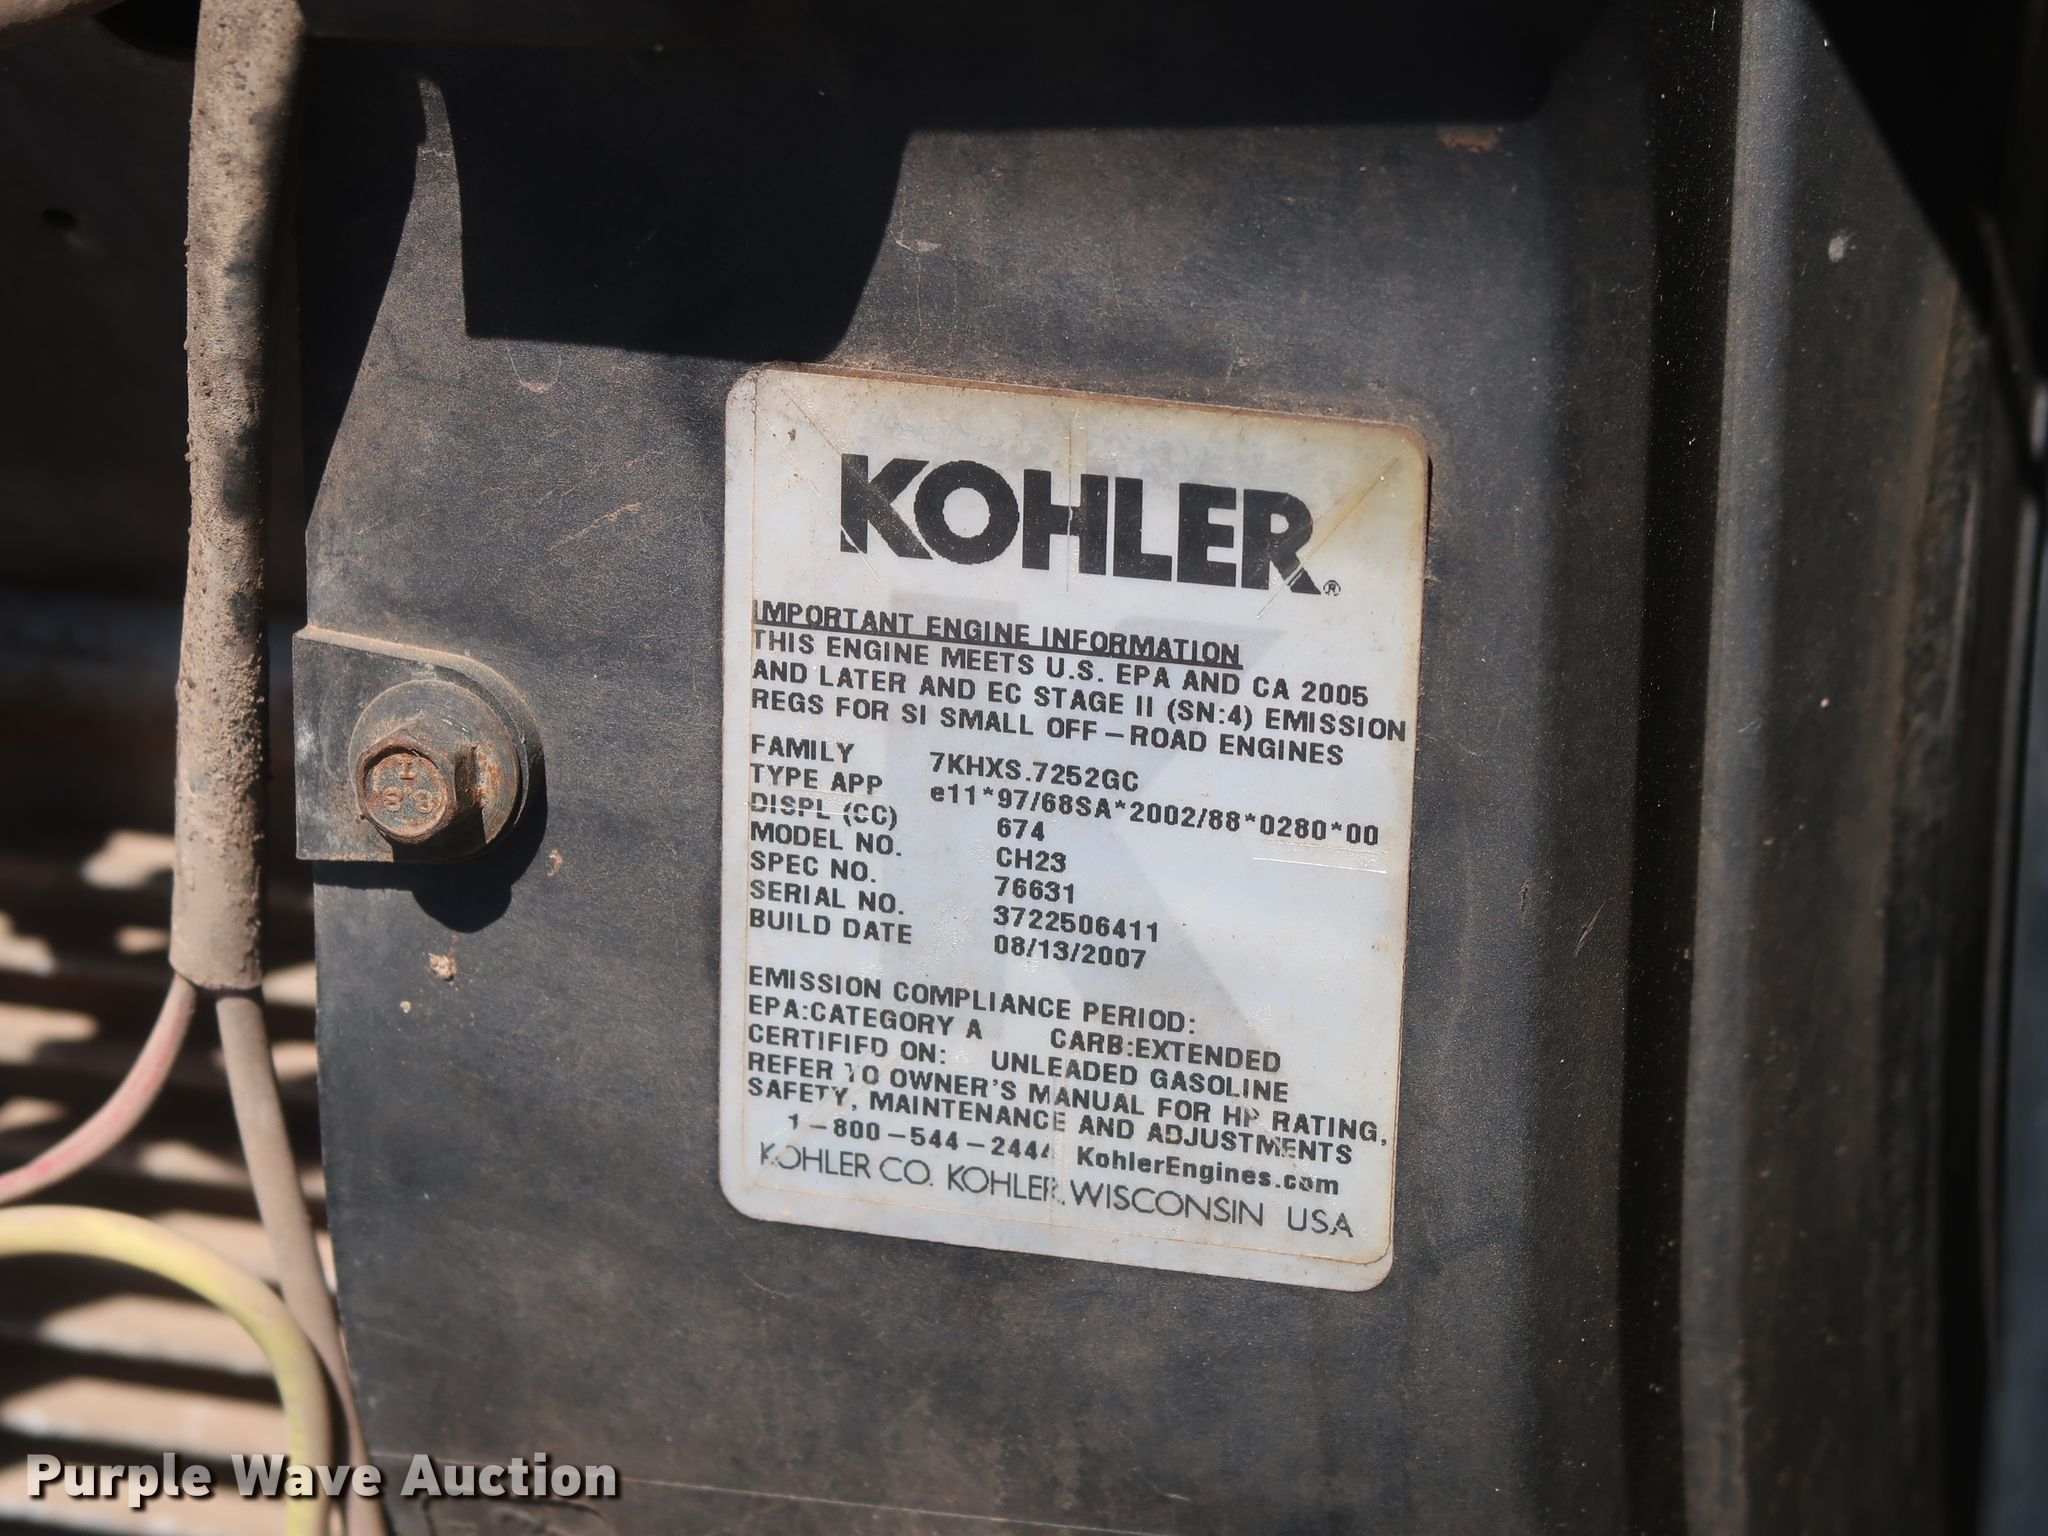 KOHLER®
IMPORTANT ENGINE INFORMATION
THIS ENGINE MEETS U.S. EPA AND CA 2005
AND LATER AND EC STAGE II (SN:4) EMISSION
REGS FOR SI SMALL OFF-ROAD ENGINES
FAMILY 7KHXS.7252GC
TYPE APP e11*97/68SA*2002/88*0280*00
DISPL (CC) 674
MODEL NO. CH23
SPEC NO. 76631
SERIAL NO. 3722506411
BUILD DATE 08/13/2007
EMISSION COMPLIANCE PERIOD:
EPA:CATEGORY A CARB:EXTENDED
CERTIFIED ON: UNLEADED GASOLINE
REFER TO OWNER'S MANUAL FOR HP RATING,
SAFETY, MAINTENANCE AND ADJUSTMENTS
1-800-544-2444 KohlerEngines.com
KOHLER CO. KOHLER, WISCONSIN USA
8.8
Purple Wave Auction